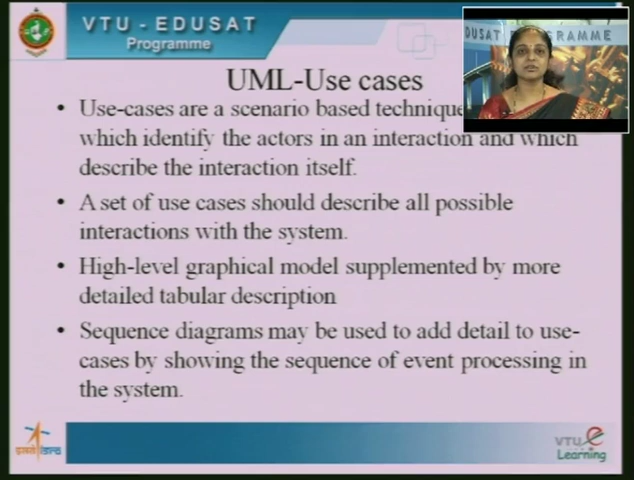 VTU - EDUSAT
Programme
EDUSAT PROGRAMME
UML-Use cases
• Use-cases are a scenario based technique
which identify the actors in an interaction and which
describe the interaction itself.
• A set of use cases should describe all possible
interactions with the system.
• High-level graphical model supplemented by more
detailed tabular description
• Sequence diagrams may be used to add detail to use-
cases by showing the sequence of event processing in
the system.
isro
VTU e
Learning